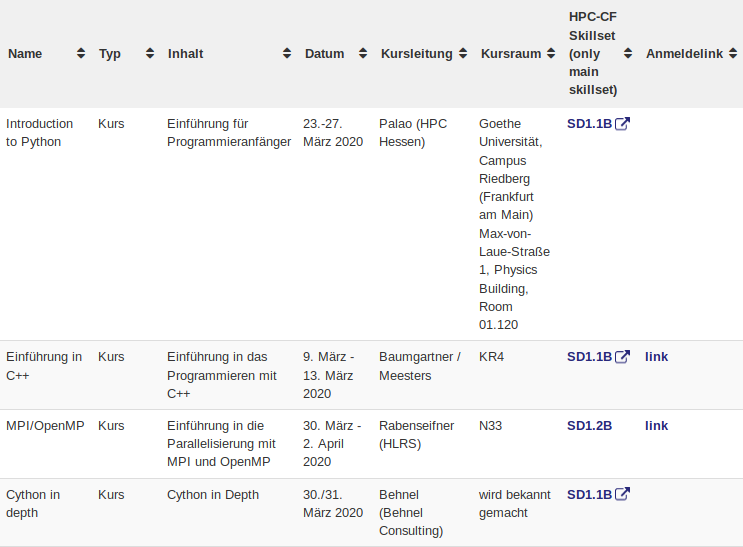 Name Typ Inhalt Datum Kursleitung Kursraum HPC-CF Skillset (only main skillset) Anmeldelink
Introduction to Python Kurs Einführung für Programmieranfänger 23.-27. März 2020 Palao (HPC Hessen) Goethe Universität, Campus Riedberg (Frankfurt am Main) Max-von-Laue-Straße 1, Physics Building, Room 01.120 SD1.1B
Einführung in C++ Kurs Einführung in das Programmieren mit C++ 9. März - 13. März 2020 Baumgartner / Meesters KR4 SD1.1B link
MPI/OpenMP Kurs Einführung in die Parallelisierung mit MPI und OpenMP 30. März - 2. April 2020 Rabenseifner (HLRS) N33 SD1.2B link
Cython in depth Kurs Cython in Depth 30./31. März 2020 Behnel (Behnel Consulting) wird bekannt gemacht SD1.1B